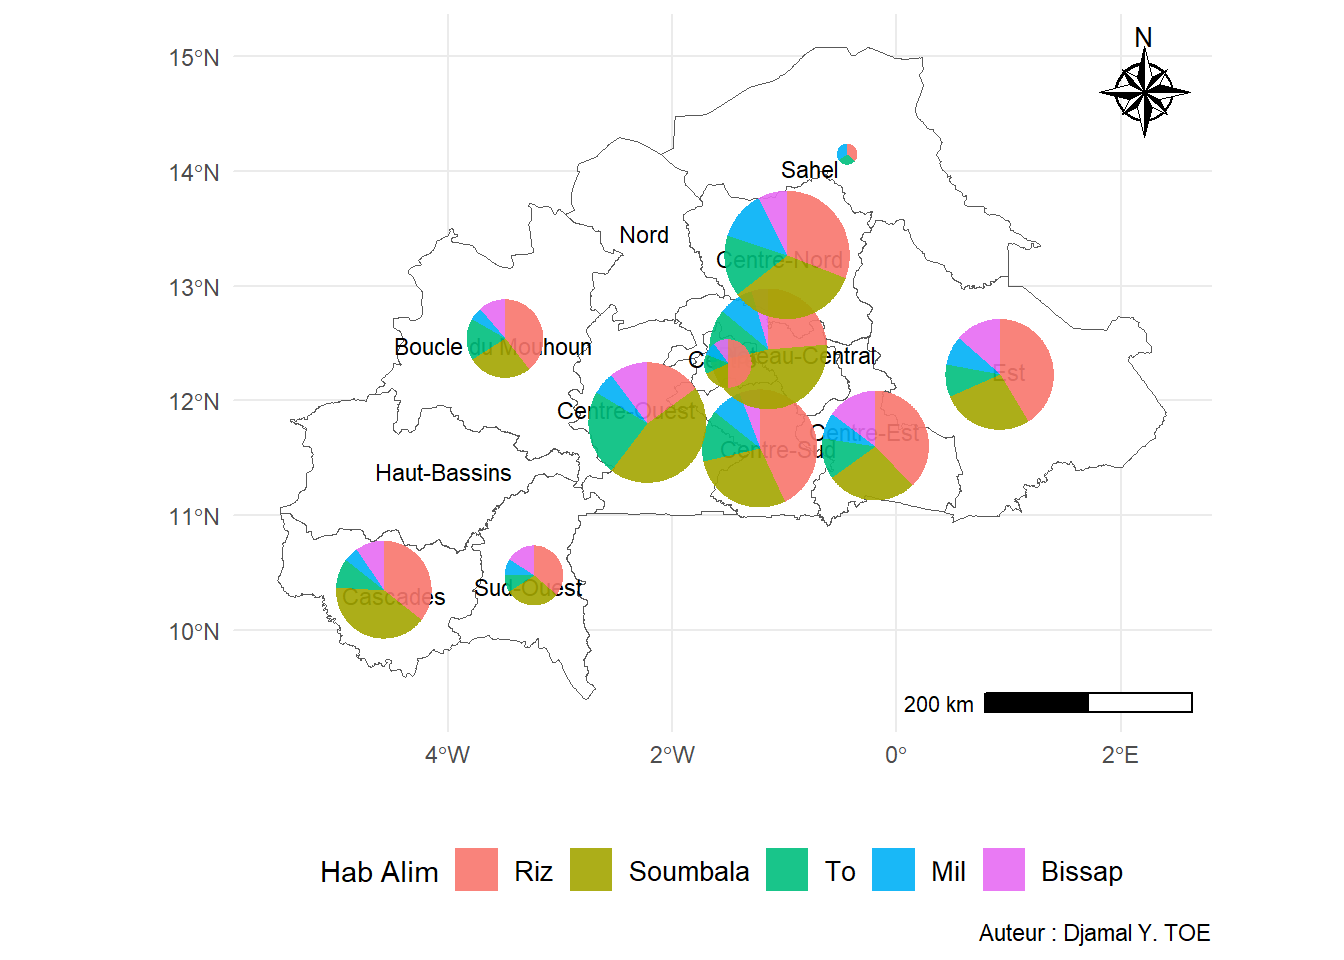 N
15°N
14°N
13°N
12°N
11°N
10°N
Sahel
Nord
Centre-Nord
Boucle du Mouhoun
eau-Central
Est
Centre-Ouest
Centre-Est
Centre-Sud
Haut-Bassins
Sud-Ouest
Cascades
200 km
4°W 2°W 0° 2°E
Hab Alim Riz Soumbala To Mil Bissap
Auteur : Djamal Y. TOE